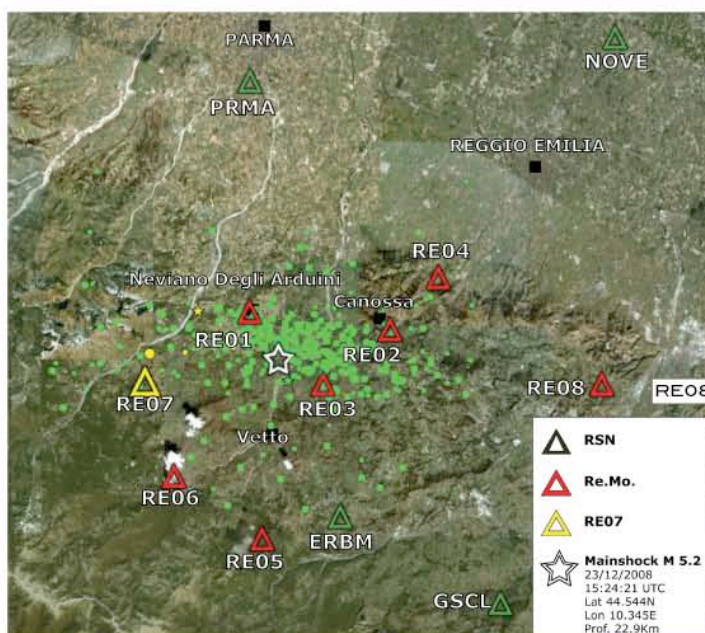 PARMA
NOVE
PRMA
REGGIO EMILIA
RE04
Neviano Degli Arduini
Canossa
RE01
RE02
RE07
RE03
RE08
RE08
Vetto
RE06
ERBM
RE05
GSCL
RSN
Re.Mo.
RE07
Mainshock M 5.2
23/12/2008
15:24:21 UTC
Lat 44.544N
Lon 10.345E
Prof. 22.9Km